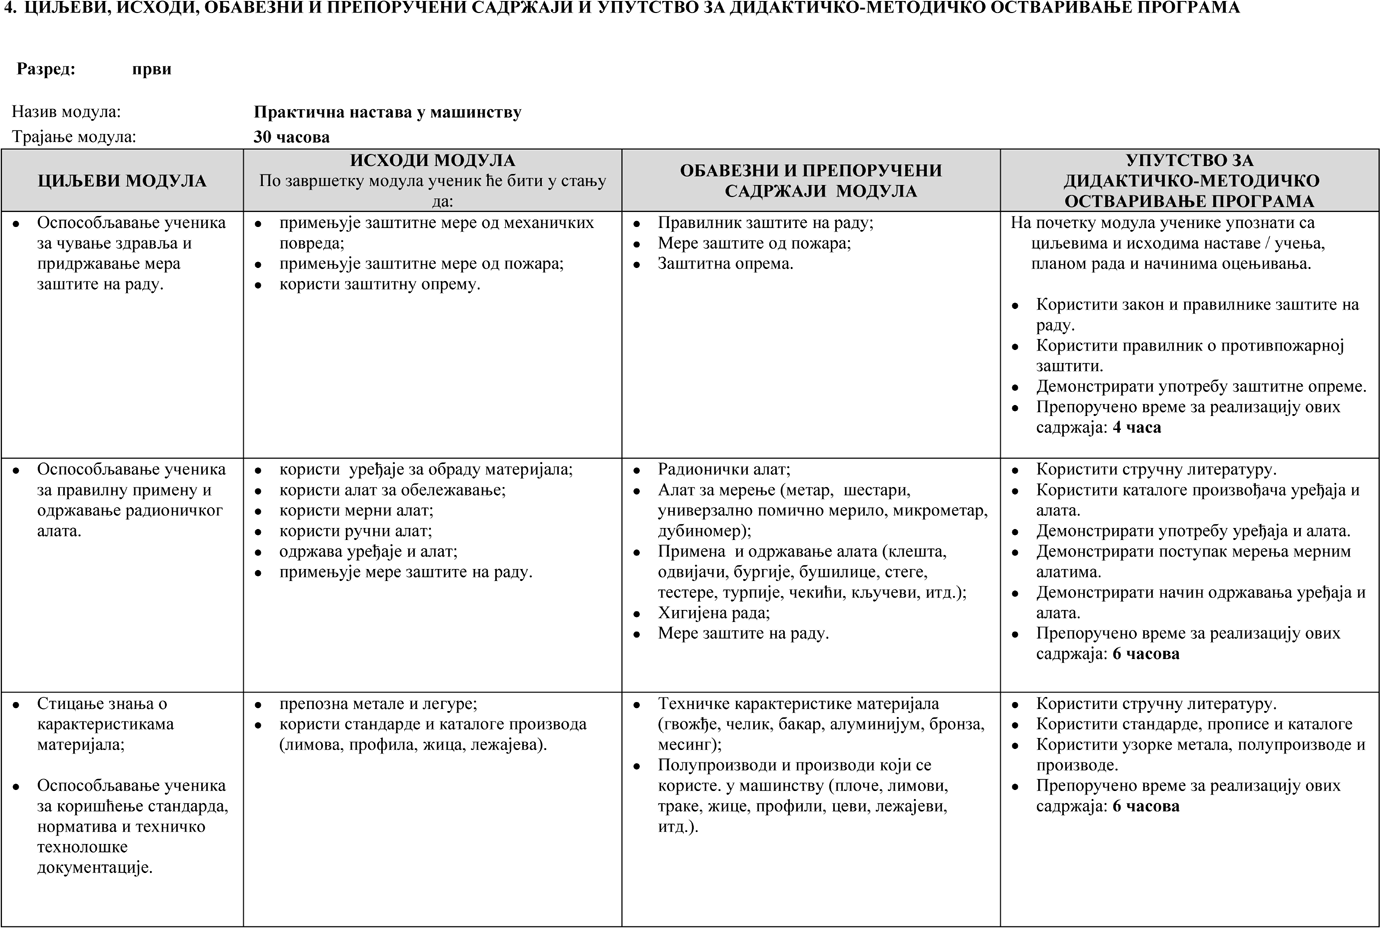 4. ЦИЉЕВИ, ИСХОДИ, ОБАВЕЗНИ И ПРЕПОРУЧЕНИ САДРЖАЈИ И УПУТСТВО ЗА ДИДАКТИЧКО-МЕТОДИЧКО ОСТВАРИВАЊЕ ПРОГРАМА
Разред: први
Назив модула: Практична настава у машинству
Трајање модула: 30 часова
ЦИЉЕВИ МОДУЛА
ИСХОДИ МОДУЛА
По завршетку модула ученик ће бити у стању
да:
ОБАВЕЗНИ И ПРЕПОРУЧЕНИ
САДРЖАЈИ МОДУЛА
УПУТСТВО ЗА
ДИДАКТИЧКО-МЕТОДИЧКО
ОСТВАРИВАЊЕ ПРОГРАМА
• Оспособљавање ученика
за чување здравља и
придржавање мера
заштите на раду.
• примењује заштитне мере од механичких
повреда;
• примењује заштитне мере од пожара;
• користи заштитну опрему.
• Правилник заштите на раду;
• Мере заштите од пожара;
• Заштитна опрема.
На почетку модула ученике упознати са
циљевима и исходима наставе / учења,
планом рада и начинима оцењивања.
• Користити закон и правилнике заштите на
раду.
• Користити правилник о противпожарној
заштити.
• Демонстрирати употребу заштитне опреме.
• Препоручено време за реализацију ових
садржаја: 4 часа
• Оспособљавање ученика
за правилну примену и
одржавање радионичког
алата.
• користи уређаје за обраду материјала;
• користи алат за обележавање;
• користи мерни алат;
• користи ручни алат;
• одржава уређаје и алат;
• примењује мере заштите на раду.
• Радионички алат;
• Алат за мерење (метар, шестари,
универзално помично мерило, микрометар,
дубиномер);
• Примена и одржавање алата (клешта,
одвијачи, бургије, бушилице, стеге,
тестере, турпије, чекићи, кључеви, итд.);
• Хигијена рада;
• Мере заштите на раду.
• Користити стручну литературу.
• Користити каталоге произвођача уређаја и
алата.
• Демонстрирати употребу уређаја и алата.
• Демонстрирати поступак мерења мерним
алатима.
• Демонстрирати начин одржавања уређаја и
алата.
• Препоручено време за реализацију ових
садржаја: 6 часова
• Стицање знања о
карактеристикама
материјала;
• Оспособљавање ученика
за коришћење стандарда,
норматива и техничко
технолошке
документације.
• препозна метале и легуре;
• користи стандарде и каталоге производа
(лимова, профила, жица, лежајева).
• Техничке карактеристике материјала
(гвожђе, челик, бакар, алуминијум, бронза,
месинг);
• Полупроизводи и производи који се
користе. у машинству (плоче, лимови,
траке, жице, профили, цеви, лежајеви,
итд.).
• Користити стручну литературу.
• Користити стандарде, прописе и каталоге
• Користити узорке метала, полупроизводе и
производе.
• Препоручено време за реализацију ових
садржаја: 6 часова